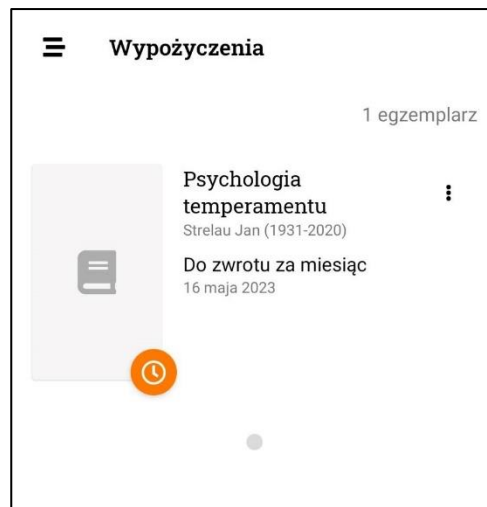 Wypożyczenia
1 egzemplarz
Psychologia
temperamentu
Strelau Jan (1931-2020)
Do zwrotu za miesiąc
16 maja 2023